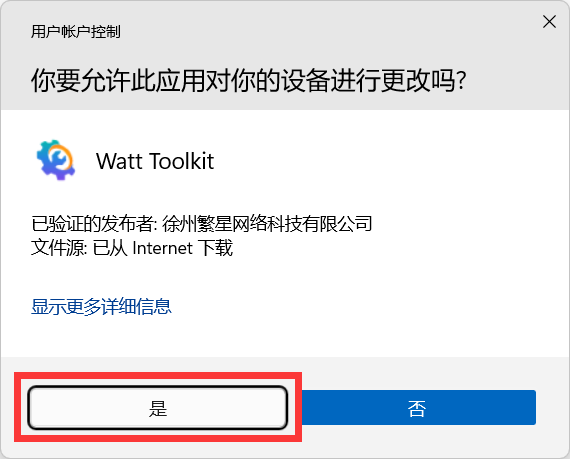 用户帐户控制
你要允许此应用对你的设备进行更改吗?
Watt Toolkit
已验证的发布者: 徐州繁星网络科技有限公司
文件源: 已从 Internet 下载
显示更多详细信息
是
否